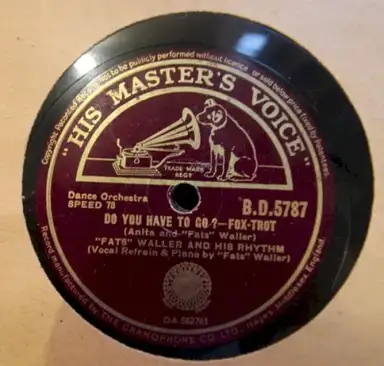 Copyright Recorded Record not to be publicly performed without licence or sold below price fixed by patentees.
"HIS MASTER'S VOICE"
TRADE MARK
REGT
Dance Orchestra
SPEED 78
B.D.5787
DO YOU HAVE TO GO?—FOX-TROT
(Anita and "Fats" Waller)
"FATS" WALLER AND HIS RHYTHM
(Vocal Refrain & Piano by "Fats" Waller)
Record manufactured by THE GRAMOPHONE CO LTD., Hayes, Middlesex, England.